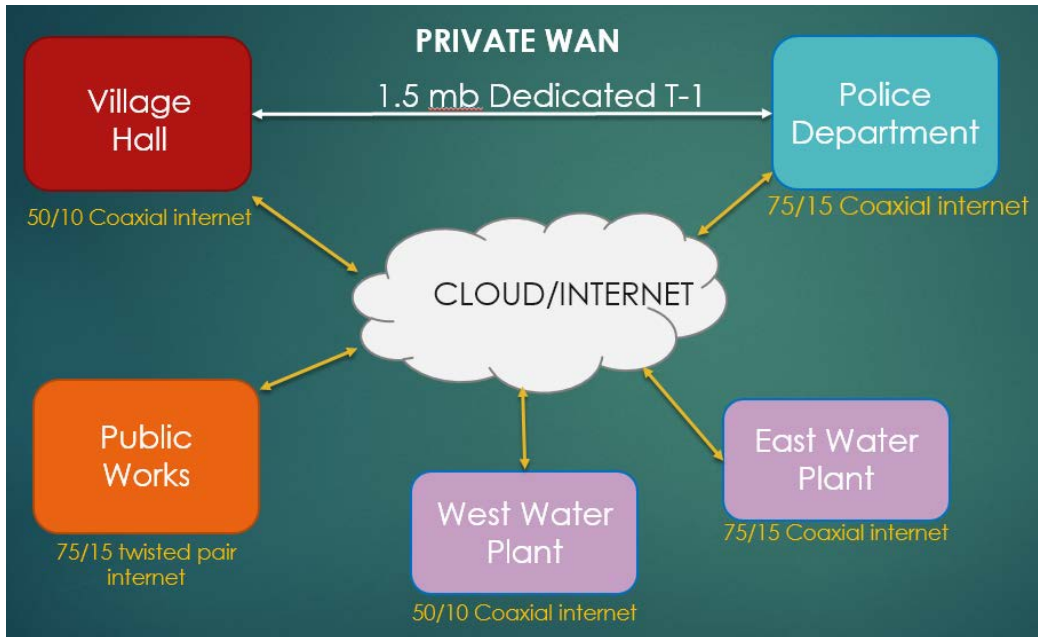 PRIVATE WAN
Village
Hall
1.5 mb Dedicated T-1
Police
Department
50/10 Coaxial internet
75/15 Coaxial internet
CLOUD/INTERNET
Public
Works
75/15 twisted pair
internet
West Water
Plant
50/10 Coaxial internet
East Water
Plant
75/15 Coaxial internet